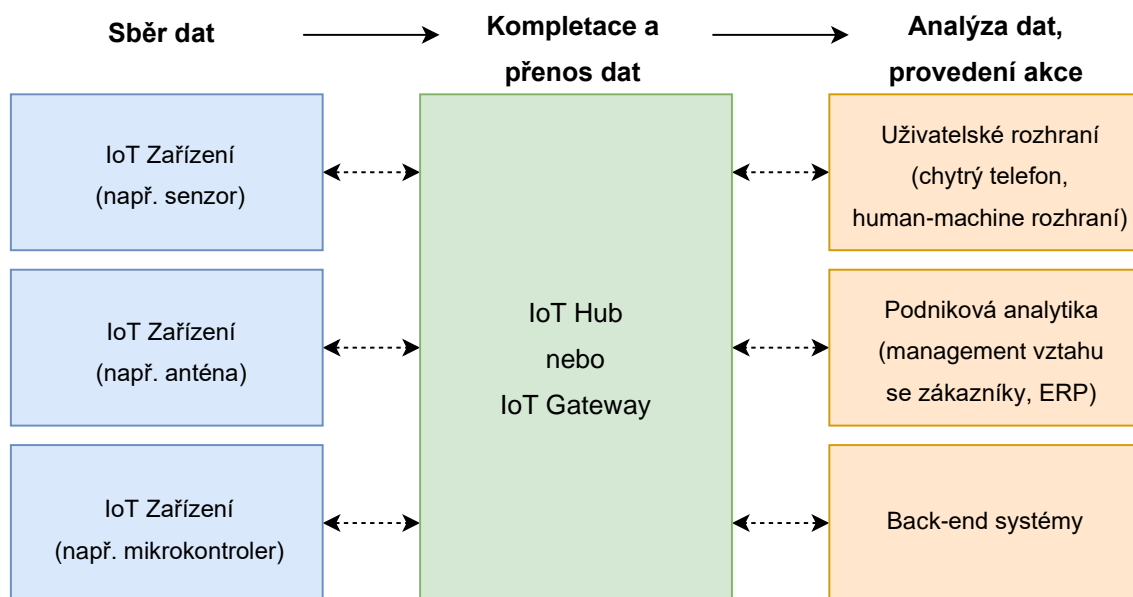 Sběr dat
Kompletace a
přenos dat
Analýza dat,
provedení akce
IoT Zařízení
(např. senzor)
IoT Zařízení
(např. anténa)
IoT Zařízení
(např. mikrokontroler)
IoT Hub
nebo
IoT Gateway
Uživatelské rozhraní
(chytrý telefon,
human-machine rozhraní)
Podniková analytika
(management vztahu
se zákazníky, ERP)
Back-end systémy